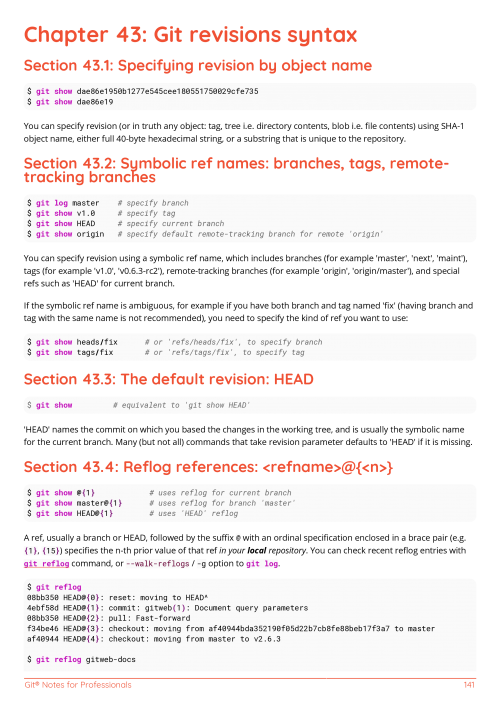 Chapter 43: Git revisions syntax
Section 43.1: Specifying revision by object name
$ git show dae86e1950b1277e545cee180551750029cfe735
$ git show dae86e19
You can specify revision (or in truth any object: tag, tree i.e. directory contents, blob i.e. file contents) using SHA-1
object name, either full 40-byte hexadecimal string, or a substring that is unique to the repository.
Section 43.2: Symbolic ref names: branches, tags, remote-
tracking branches
$ git log master    # specify branch
$ git show v1.0     # specify tag
$ git show HEAD     # specify current branch
$ git show origin   # specify default remote-tracking branch for remote 'origin'
You can specify revision using a symbolic ref name, which includes branches (for example 'master', 'next', 'maint'),
tags (for example 'v1.0', 'v0.6.3-rc2'), remote-tracking branches (for example 'origin', 'origin/master'), and special
refs such as 'HEAD' for current branch.
If the symbolic ref name is ambiguous, for example if you have both branch and tag named 'fix' (having branch and
tag with the same name is not recommended), you need to specify the kind of ref you want to use:
$ git show heads/fix      # or 'refs/heads/fix', to specify branch
$ git show tags/fix       # or 'refs/tags/fix', to specify tag
Section 43.3: The default revision: HEAD
$ git show         # equivalent to 'git show HEAD'
'HEAD' names the commit on which you based the changes in the working tree, and is usually the symbolic name
for the current branch. Many (but not all) commands that take revision parameter defaults to 'HEAD' if it is missing.
Section 43.4: Reflog references: <refname>@{<n>}
$ git show @{1}            # uses reflog for current branch
$ git show master@{1}      # uses reflog for branch 'master'
$ git show HEAD@{1}        # uses 'HEAD' reflog
A ref, usually a branch or HEAD, followed by the suffix @ with an ordinal specification enclosed in a brace pair (e.g.
{1}, {15}) specifies the n-th prior value of that ref in your local repository. You can check recent reflog entries with
git reflog command, or --walk-reflogs / -g option to git log.
$ git reflog
08bb350 HEAD@{0}: reset: moving to HEAD^
4ebf58d HEAD@{1}: commit: gitweb(1): Document query parameters
08bb350 HEAD@{2}: pull: Fast-forward
f34be46 HEAD@{3}: checkout: moving from af40944bda352190f05d22b7cb8fe88beb17f3a7 to master
af40944 HEAD@{4}: checkout: moving from master to v2.6.3
$ git reflog gitweb-docs
Git® Notes for Professionals 141